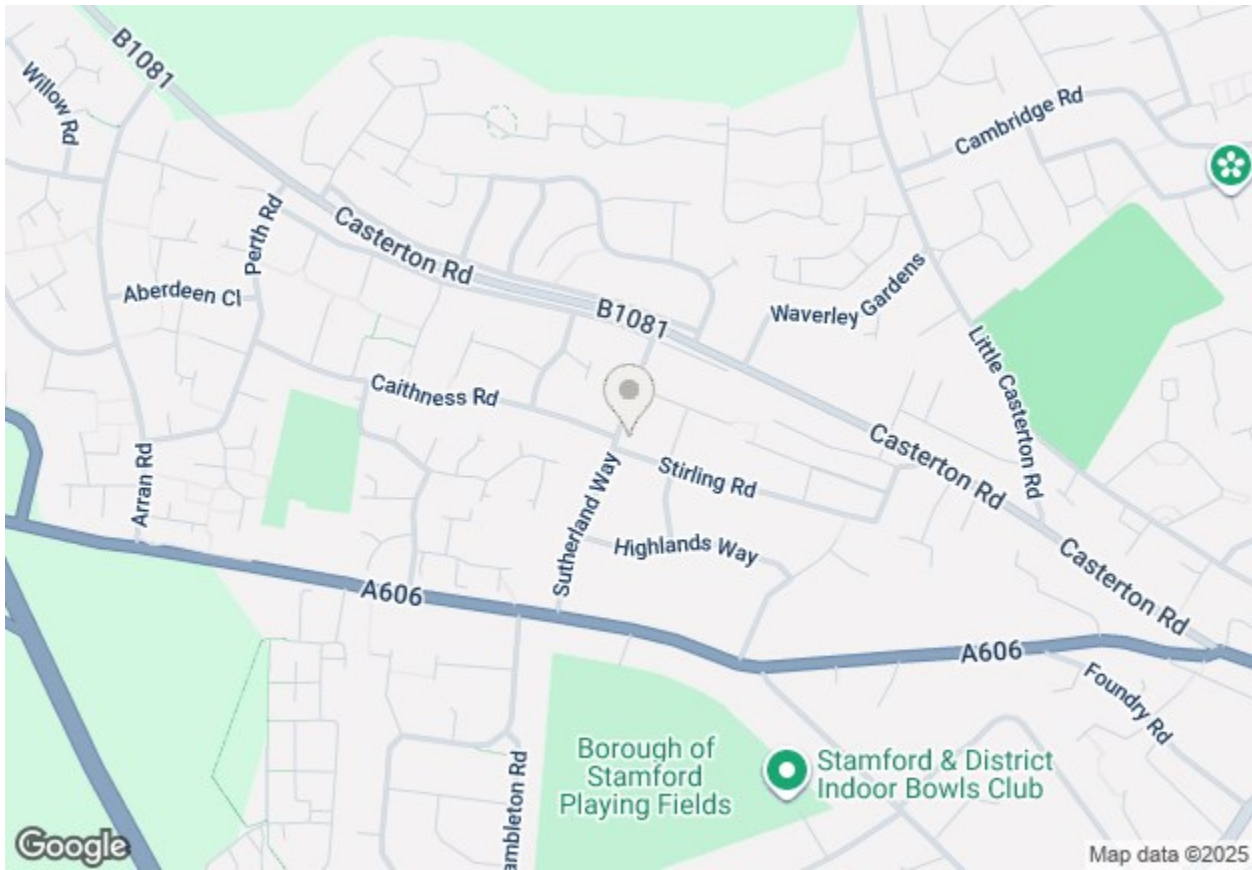 B1081
Willow Rd
Cambridge Rd
Perth Rd
Casterton Rd
Aberdeen Cl
B1081
Waverley Gardens
Little Casterton Rd
Caithness Rd
Arran Rd
Sutherland Way
Stirling Rd
Casterton Rd
Highlands Way
Casterton Rd
A606
A606
Foundry Rd
Borough of
Stamford
Playing Fields
Stamford & District
Indoor Bowls Club
ambleton Rd
Google
Map data ©2025